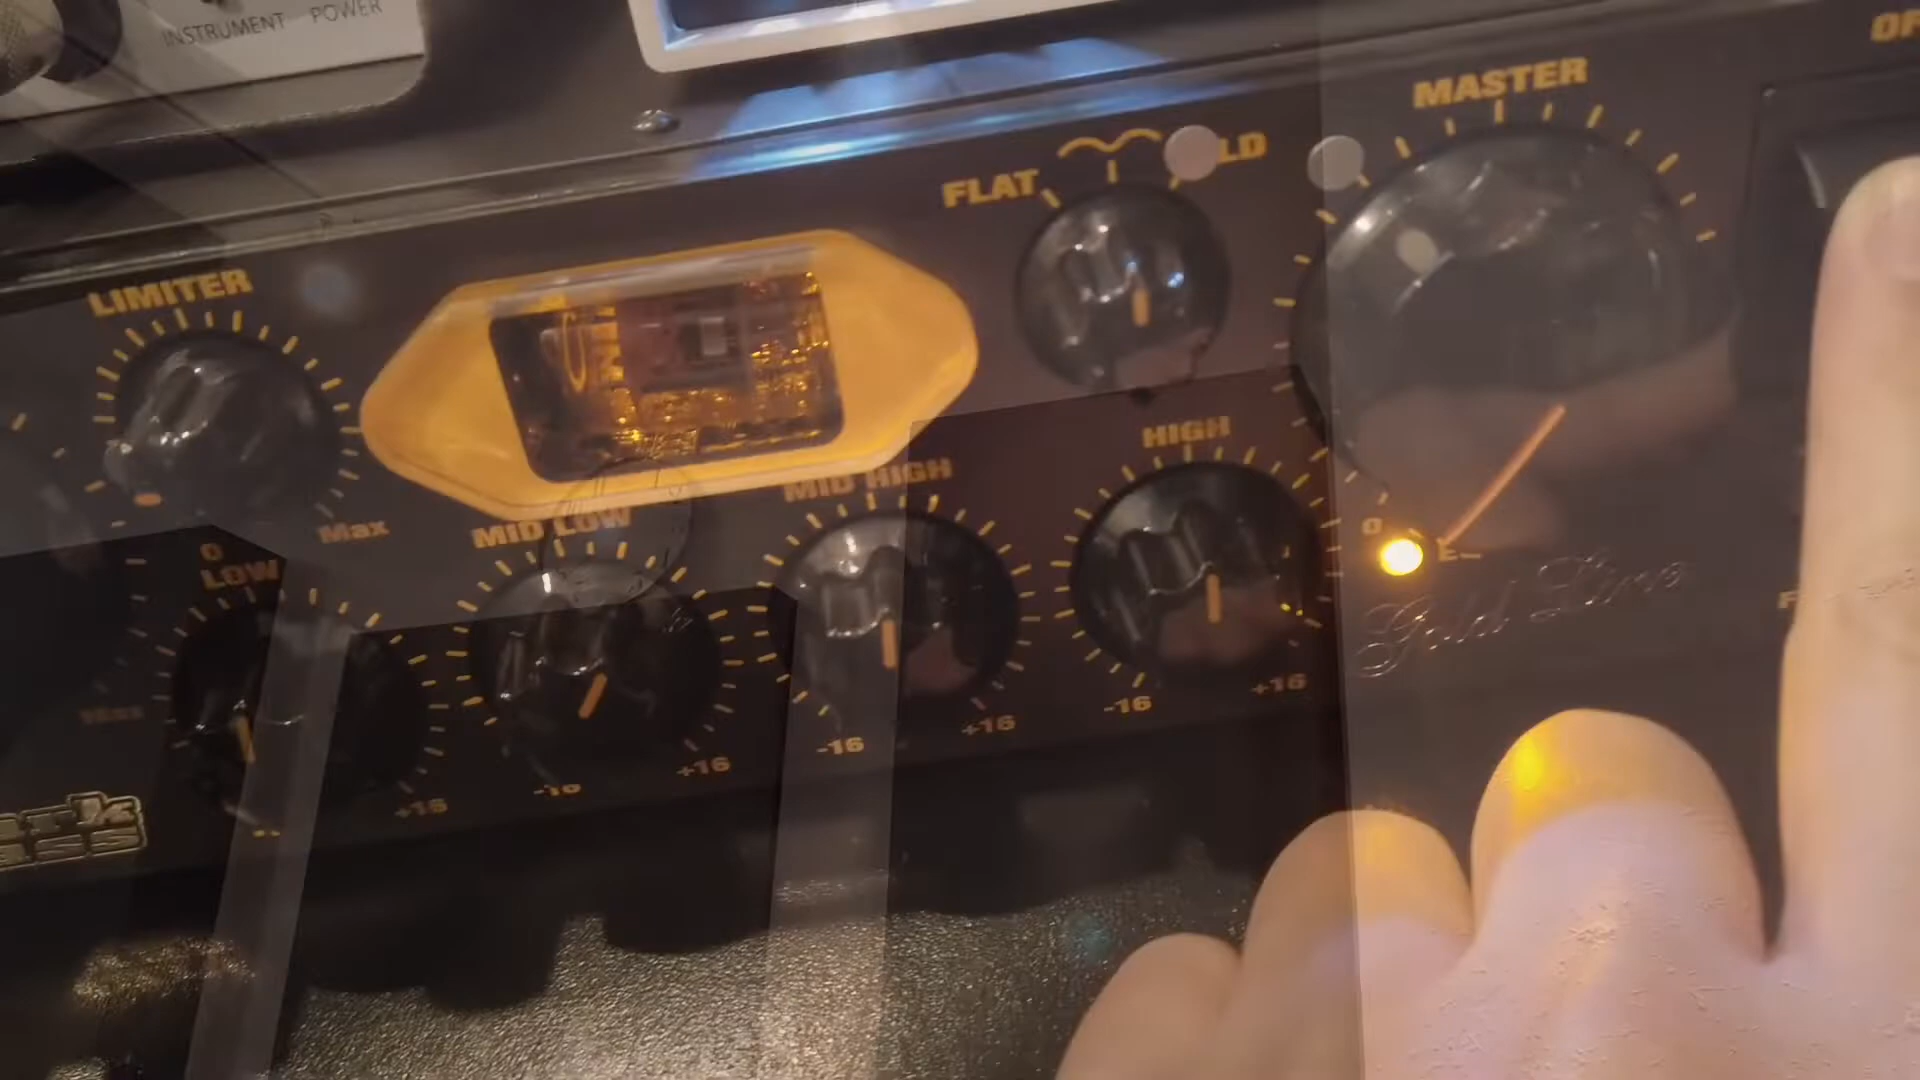 INSTRUMENT POWER
MASTER
FLAT
LIMITER
HIGH
MID HIGH
MID LOW
Max
0
LOW
0
Gold Line
-16 +16
-16 +16
+16
+16